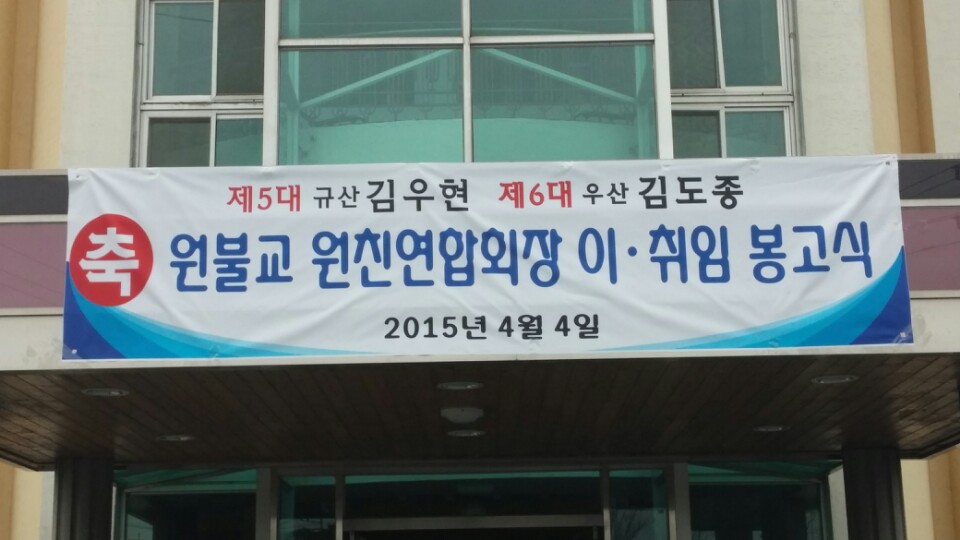 제5대 규산 김우현 제6대 우산 김도종
축 원불교 원친연합회장 이·취임 봉고식
2015년 4월 4일